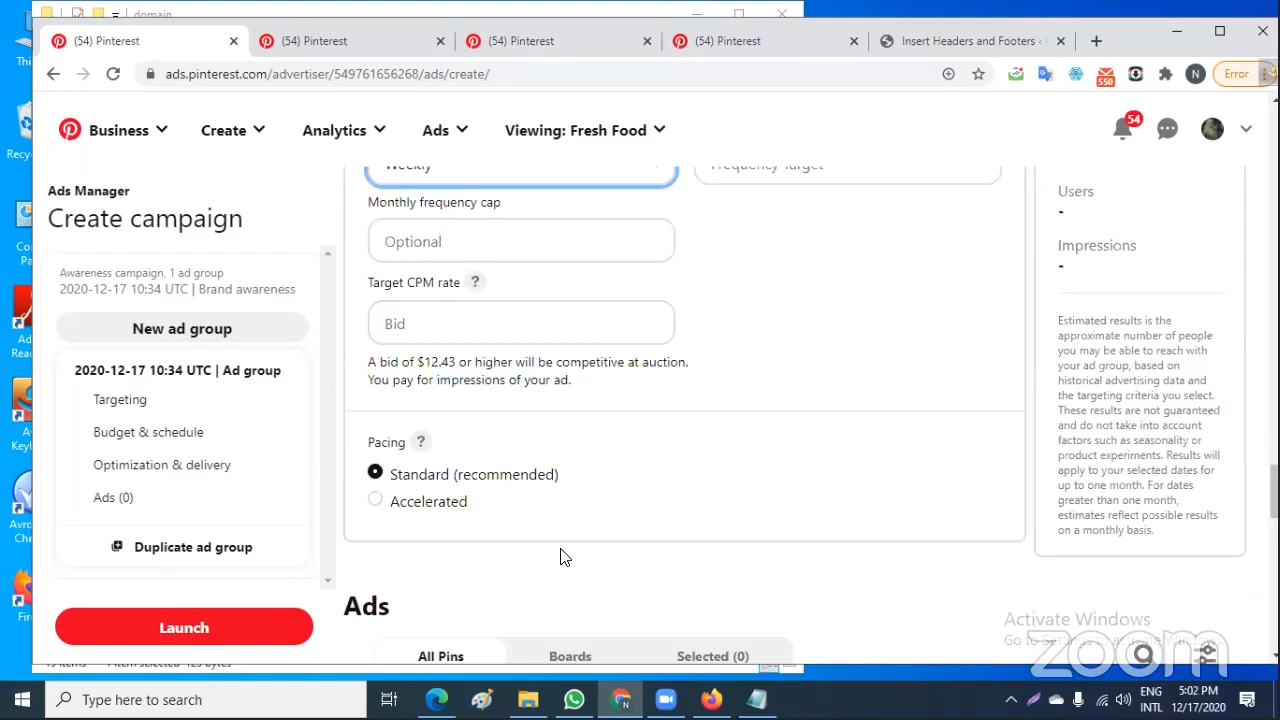 domain
(54) Pinterest
(54) Pinterest
(54) Pinterest
(54) Pinterest
Insert Headers and Footers ‹
ads.pinterest.com/advertiser/549761656268/ads/create/
550
Error
Business
Create
Analytics
Ads
Viewing: Fresh Food
54
Ads Manager
Create campaign
Awareness campaign, 1 ad group
2020-12-17 10:34 UTC | Brand awareness
New ad group
2020-12-17 10:34 UTC | Ad group
Targeting
Budget & schedule
Optimization & delivery
Ads (0)
Duplicate ad group
Launch
Weekly
Frequency Target
Monthly frequency cap
Optional
Target CPM rate ?
Bid
A bid of $12.43 or higher will be competitive at auction.
You pay for impressions of your ad.
Pacing ?
Standard (recommended)
Accelerated
Ads
All Pins
Boards
Selected (0)
Users
-
Impressions
-
Estimated results is the
approximate number of people
you may be able to reach with
your ad group, based on
historical advertising data and
the targeting criteria you select.
These results are not guaranteed
and do not take into account
factors such as seasonality or
product experiments. Results will
apply to your selected dates for
up to one month. For dates
greater than one month,
estimates reflect possible results
on a monthly basis.
Activate Windows
Go to Settings to activate Windows.
zoom
Type here to search
N
ENG
INTL
5:02 PM
12/17/2020